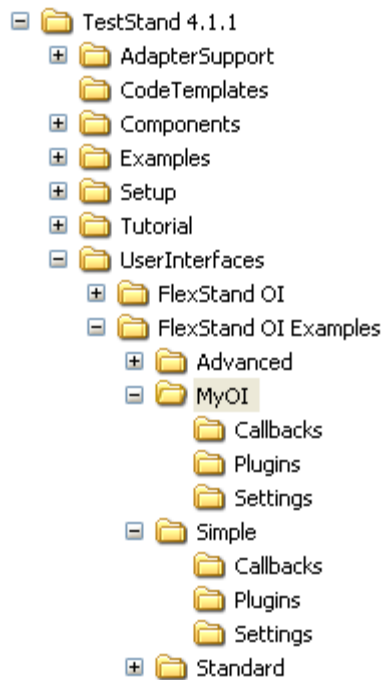 TestStand 4.1.1
AdapterSupport
CodeTemplates
Components
Examples
Setup
Tutorial
UserInterfaces
FlexStand OI
FlexStand OI Examples
Advanced
MyOI
Callbacks
Plugins
Settings
Simple
Callbacks
Plugins
Settings
Standard